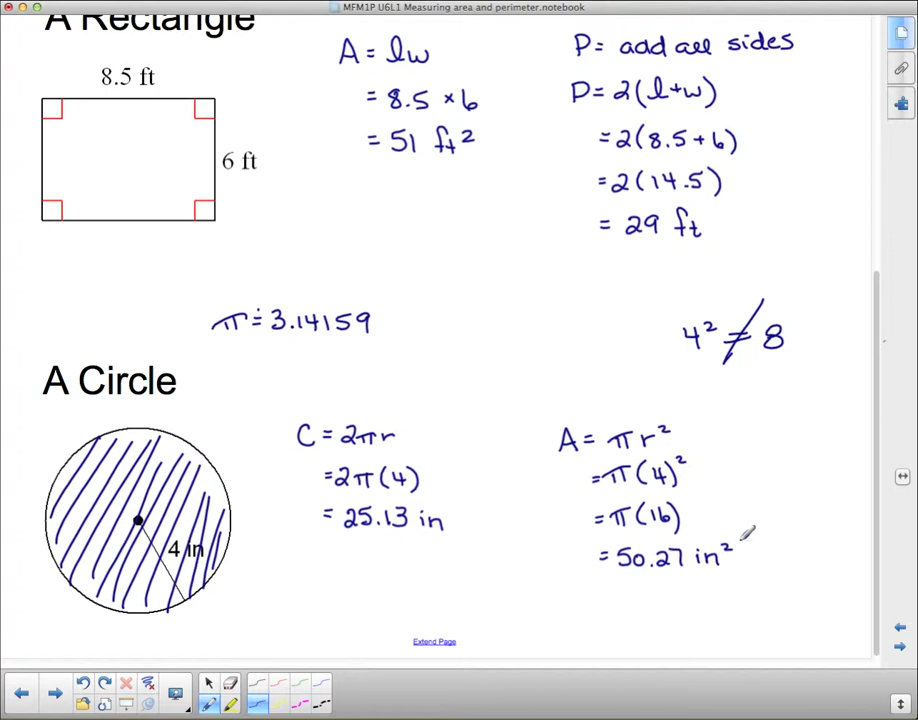 MFM1P U6L1 Measuring area and perimeter.notebook
A Rectangle
8.5 ft
6 ft
A = lw
= 8.5 × 6
= 51 ft²
P = add all sides
P = 2(l+w)
= 2(8.5+6)
= 2(14.5)
= 29 ft
π ≐ 3.14159
4² ≠ 8
A Circle
4 in
C = 2πr
= 2π(4)
= 25.13 in
A = πr²
= π(4)²
= π(16)
= 50.27 in²
Extend Page